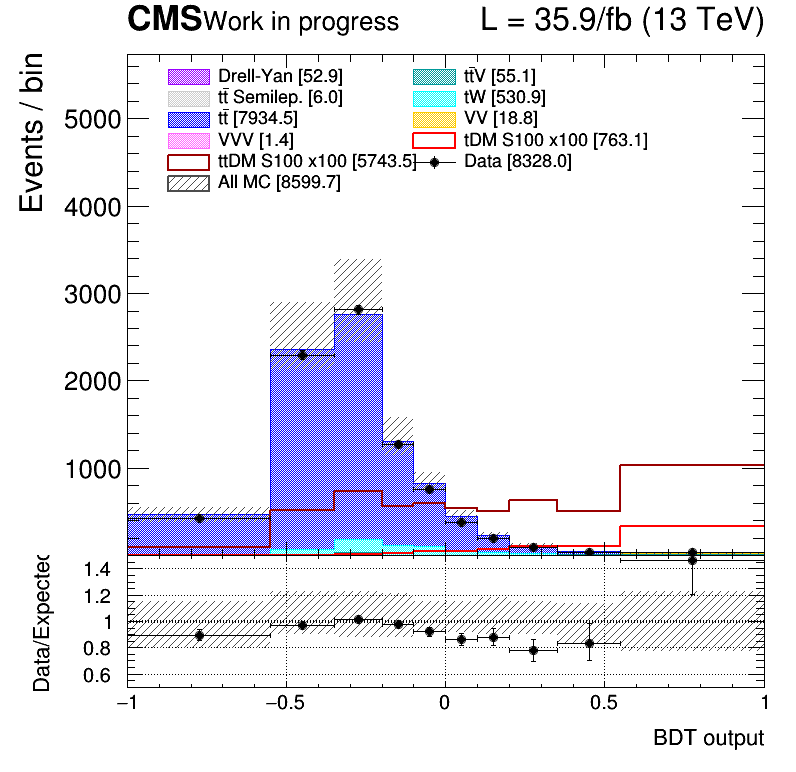 CMS Work in progress L = 35.9/fb (13 TeV)
Events / bin
Drell-Yan [52.9] tt̄V [55.1]
tt̄ Semilep. [6.0] tW [530.9]
tt̄ [7934.5] VV [18.8]
VVV [1.4] tDM S100 x100 [763.1]
ttDM S100 x100 [5743.5] Data [8328.0]
All MC [8599.7]
5000
4000
3000
2000
1000
Data/Expected
1.4
1.2
1
0.8
0.6
−1 −0.5 0 0.5 1
BDT output